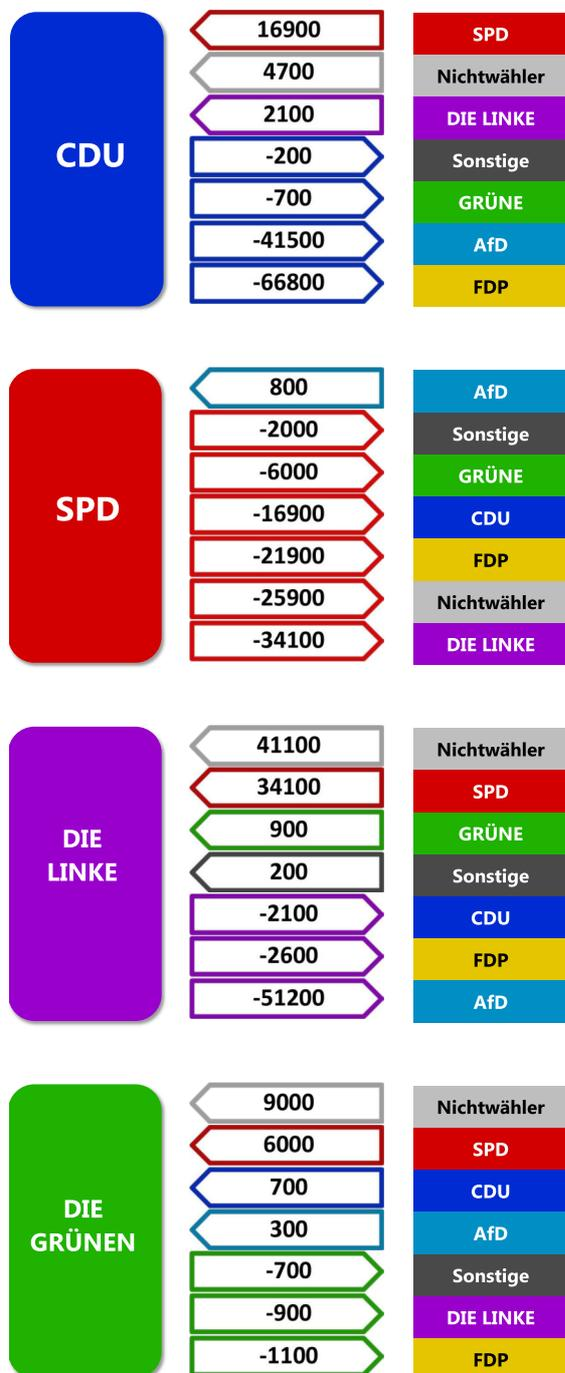 CDU
16900 SPD
4700 Nichtwähler
2100 DIE LINKE
-200 Sonstige
-700 GRÜNE
-41500 AfD
-66800 FDP
SPD
800 AfD
-2000 Sonstige
-6000 GRÜNE
-16900 CDU
-21900 FDP
-25900 Nichtwähler
-34100 DIE LINKE
DIE
LINKE
41100 Nichtwähler
34100 SPD
900 GRÜNE
200 Sonstige
-2100 CDU
-2600 FDP
-51200 AfD
DIE
GRÜNEN
9000 Nichtwähler
6000 SPD
700 CDU
300 AfD
-700 Sonstige
-900 DIE LINKE
-1100 FDP